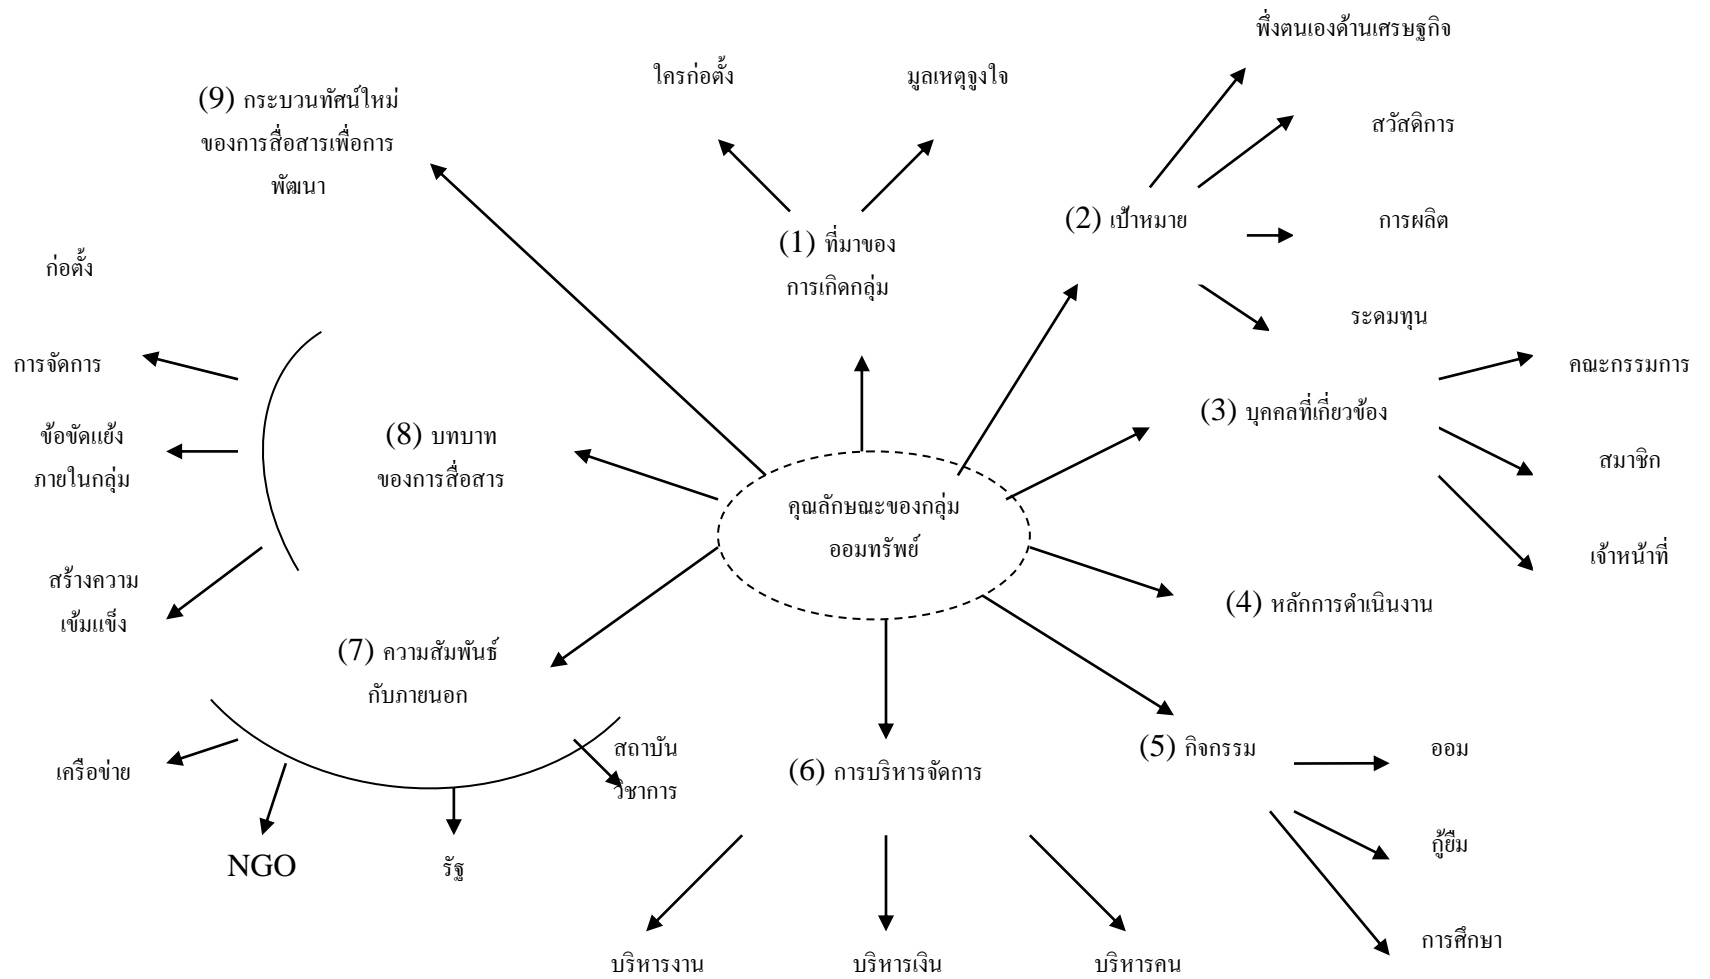 พึ่งตนเองด้านเศรษฐกิจ
ใครก่อตั้ง
มูลเหตุจูงใจ
(9) กระบวนทัศน์ใหม่
ของการสื่อสารเพื่อการ
พัฒนา
สวัสดิการ
(2) เป้าหมาย
การผลิต
(1) ที่มาของ
การเกิดกลุ่ม
ก่อตั้ง
ระดมทุน
การจัดการ
คณะกรรมการ
(3) บุคคลที่เกี่ยวข้อง
ข้อขัดแย้ง
ภายในกลุ่ม
(8) บทบาท
ของการสื่อสาร
สมาชิก
คุณลักษณะของกลุ่ม
ออมทรัพย์
เจ้าหน้าที่
สร้างความ
เข้มแข็ง
(4) หลักการดำเนินงาน
(7) ความสัมพันธ์
กับภายนอก
สถาบัน
วิชาการ
(5) กิจกรรม
ออม
เครือข่าย
(6) การบริหารจัดการ
กู้ยืม
NGO
รัฐ
การศึกษา
บริหารงาน
บริหารเงิน
บริหารคน